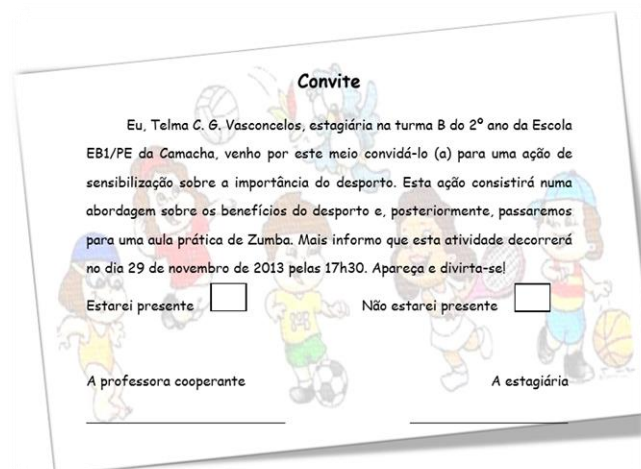 Convite
Eu, Telma C. G. Vasconcelos, estagiária na turma B do 2º ano da Escola
EB1/PE da Camacha, venho por este meio convidá-lo (a) para uma ação de
sensibilização sobre a importância do desporto. Esta ação consistirá numa
abordagem sobre os benefícios do desporto e, posteriormente, passaremos
para uma aula prática de Zumba. Mais informo que esta atividade decorrerá
no dia 29 de novembro de 2013 pelas 17h30. Apareça e divirta-se!
Estarei presente Não estarei presente
A professora cooperante A estagiária